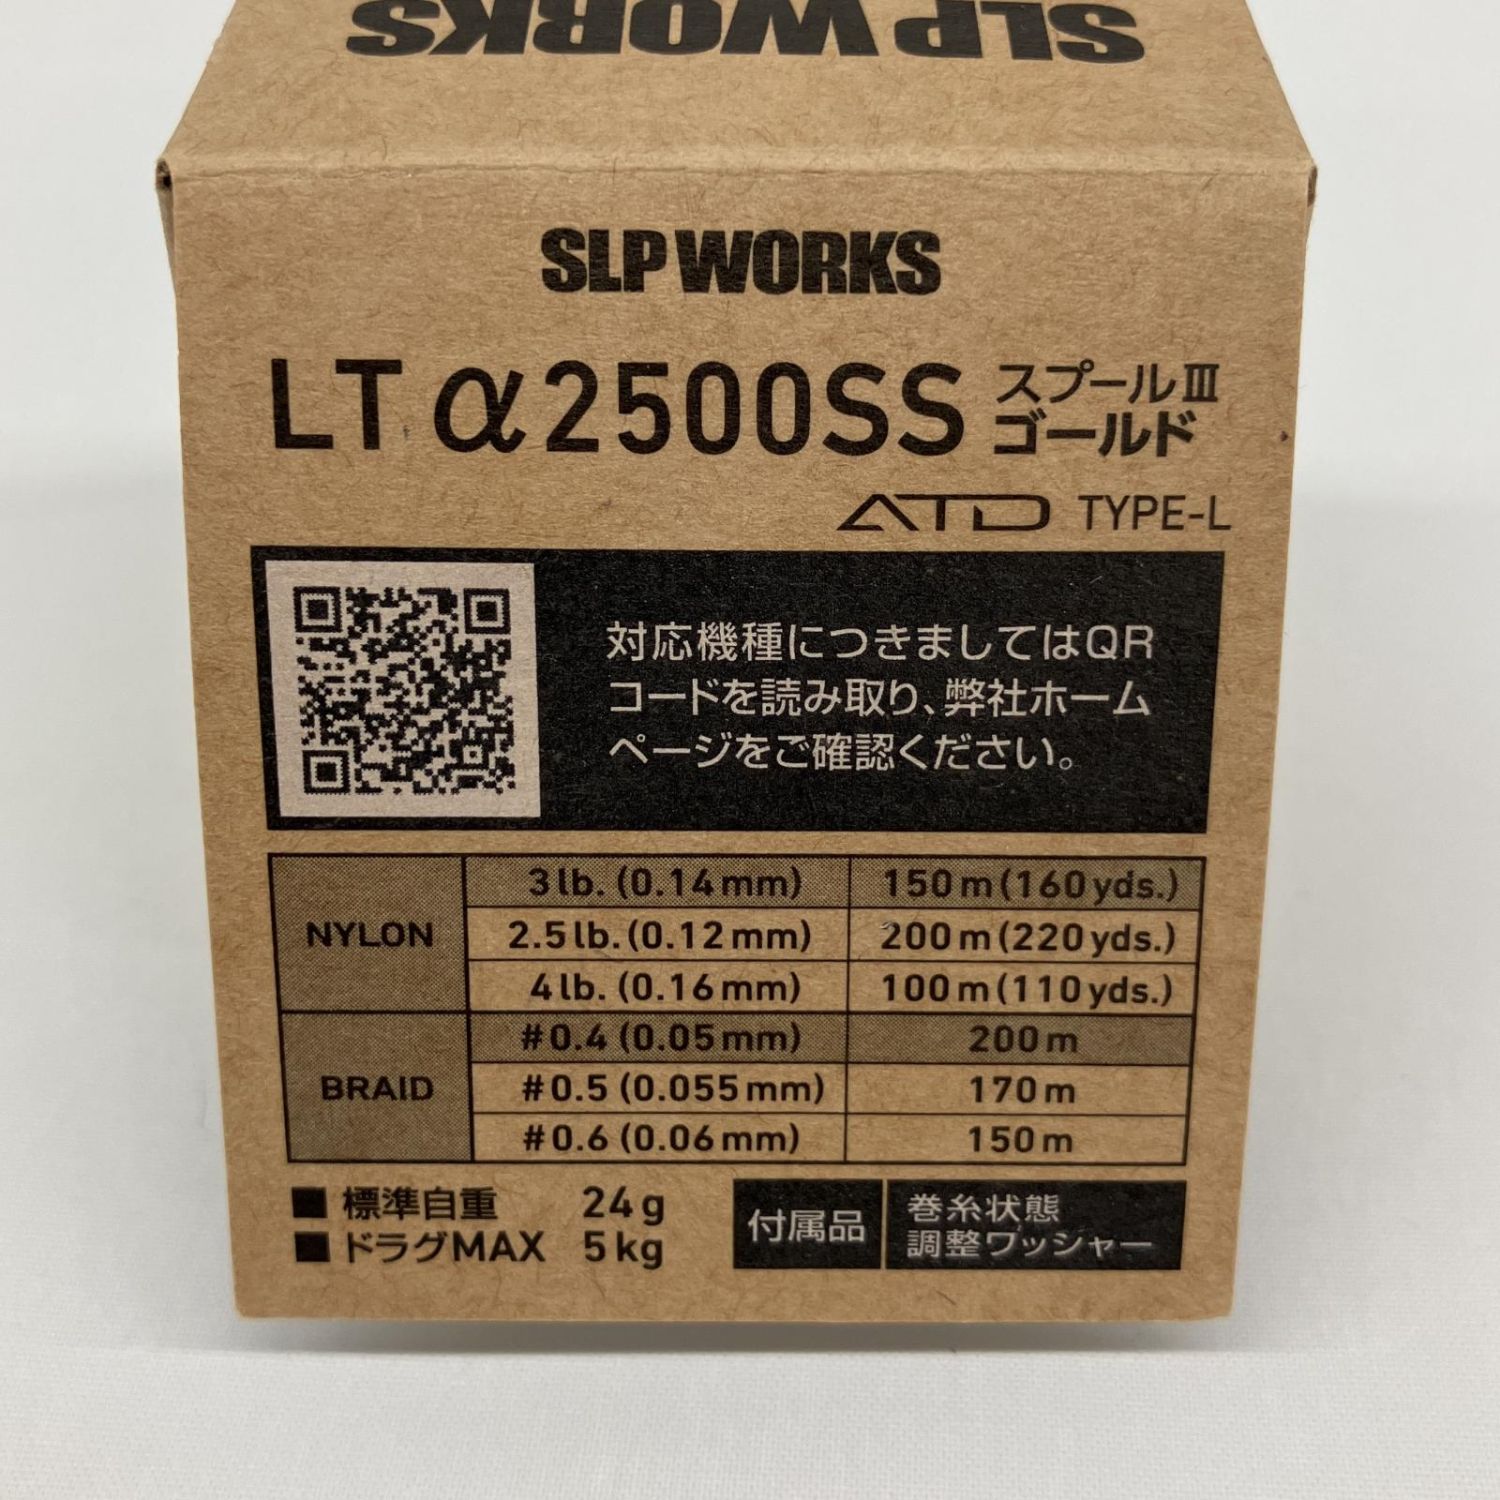 SLP WORKS
SLP WORKS
LT α2500SS スプールⅢ
ゴールド
ATD TYPE-L
対応機種につきましてはQR
コードを読み取り、弊社ホーム
ページをご確認ください。
NYLON
3lb. (0.14mm) 150m(160yds.)
2.5lb.(0.12mm) 200m(220yds.)
4lb. (0.16mm) 100m(110yds.)
BRAID
#0.4 (0.05mm) 200m
#0.5 (0.055mm) 170m
#0.6 (0.06mm) 150m
■ 標準自重 24g
■ ドラグMAX 5kg
付属品
巻糸状態
調整ワッシャー